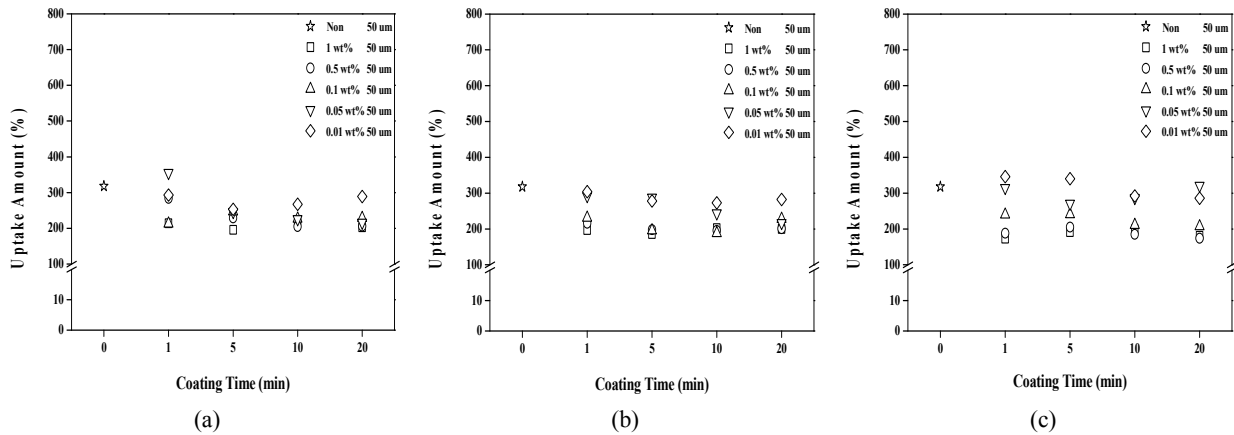 800
700
600
500
400
300
200
100
10
0
Uptake Amount (%)
Non 50 um
1 wt% 50 um
0.5 wt% 50 um
0.1 wt% 50 um
0.05 wt% 50 um
0.01 wt% 50 um
0 1 5 10 20
Coating Time (min)
(a)
800
700
600
500
400
300
200
100
10
0
Uptake Amount (%)
Non 50 um
1 wt% 50 um
0.5 wt% 50 um
0.1 wt% 50 um
0.05 wt% 50 um
0.01 wt% 50 um
0 1 5 10 20
Coating Time (min)
(b)
800
700
600
500
400
300
200
100
10
0
Uptake Amount (%)
Non 50 um
1 wt% 50 um
0.5 wt% 50 um
0.1 wt% 50 um
0.05 wt% 50 um
0.01 wt% 50 um
0 1 5 10 20
Coating Time (min)
(c)